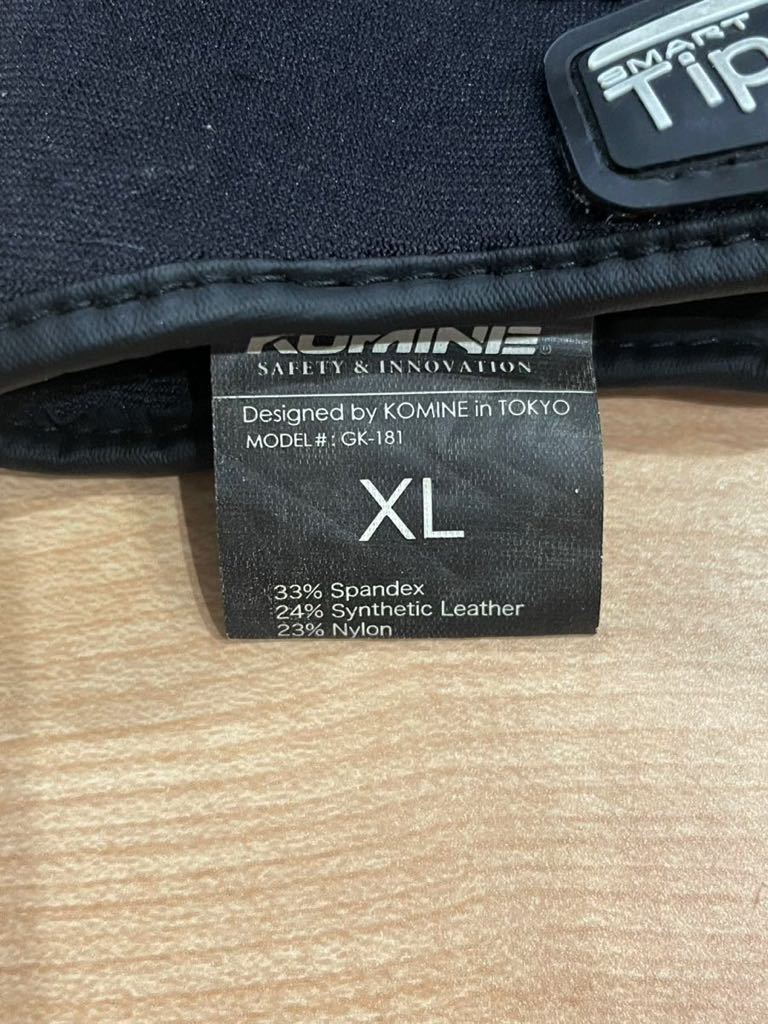 SMART
Tip
KOMINE
SAFETY & INNOVATION
Designed by KOMINE in TOKYO
MODEL#: GK-181
XL
33% Spandex
24% Synthetic Leather
23% Nylon